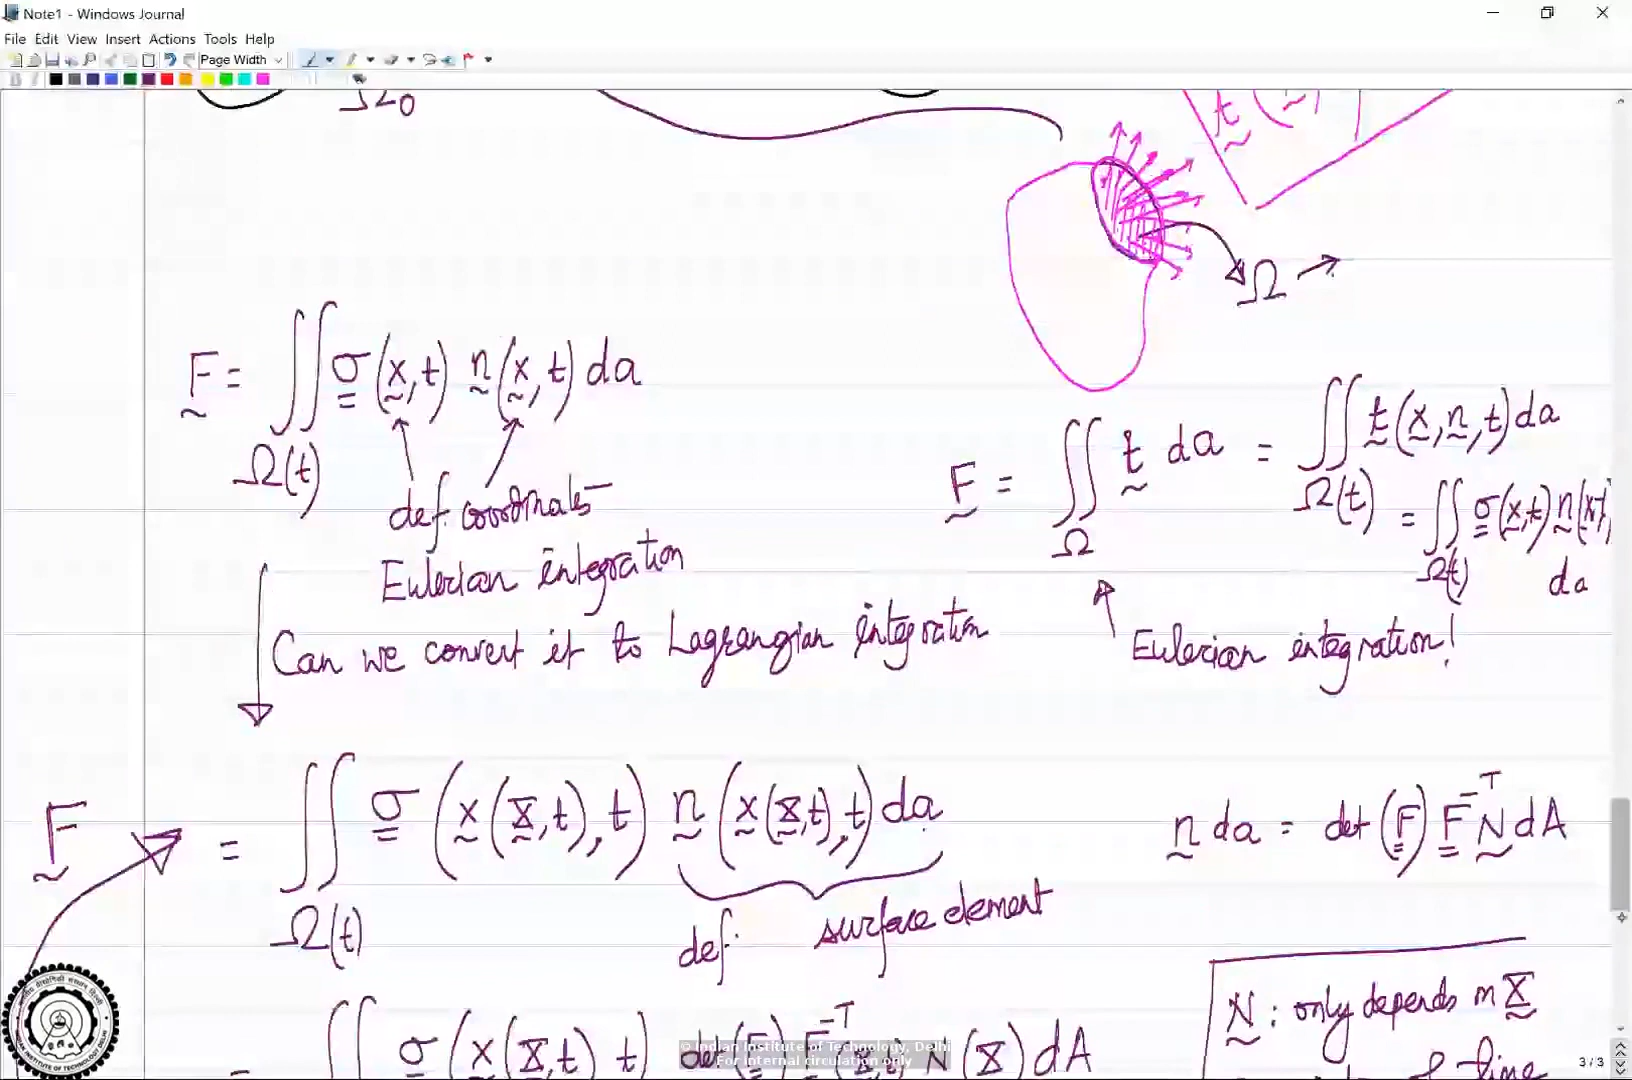 Note1 - Windows Journal
File Edit View Insert Actions Tools Help
Page Width
Ω0
t
Ω →
F = ∬ σ(x,t) n(x,t) da
Ω(t)
def. coordinates
Eulerian integration
F = ∬ t da = ∬ t(x,n,t) da
Ω Ω(t)
= ∬ σ(x,t) n(x,t)
Ω(t) da
Eulerian integration!
Can we convert it to Lagrangian integration
F = ∬ σ(x(X,t),t) n(x(X,t),t) da
Ω(t)
def. surface element
n da = det(F) F^-T N dA
N : only depends on X
= ∬ σ(x(X,t) t) det(F) F^-T N(X) dA
of time
© Indian Institute of Technology, Delhi
For internal circulation only
3 / 3